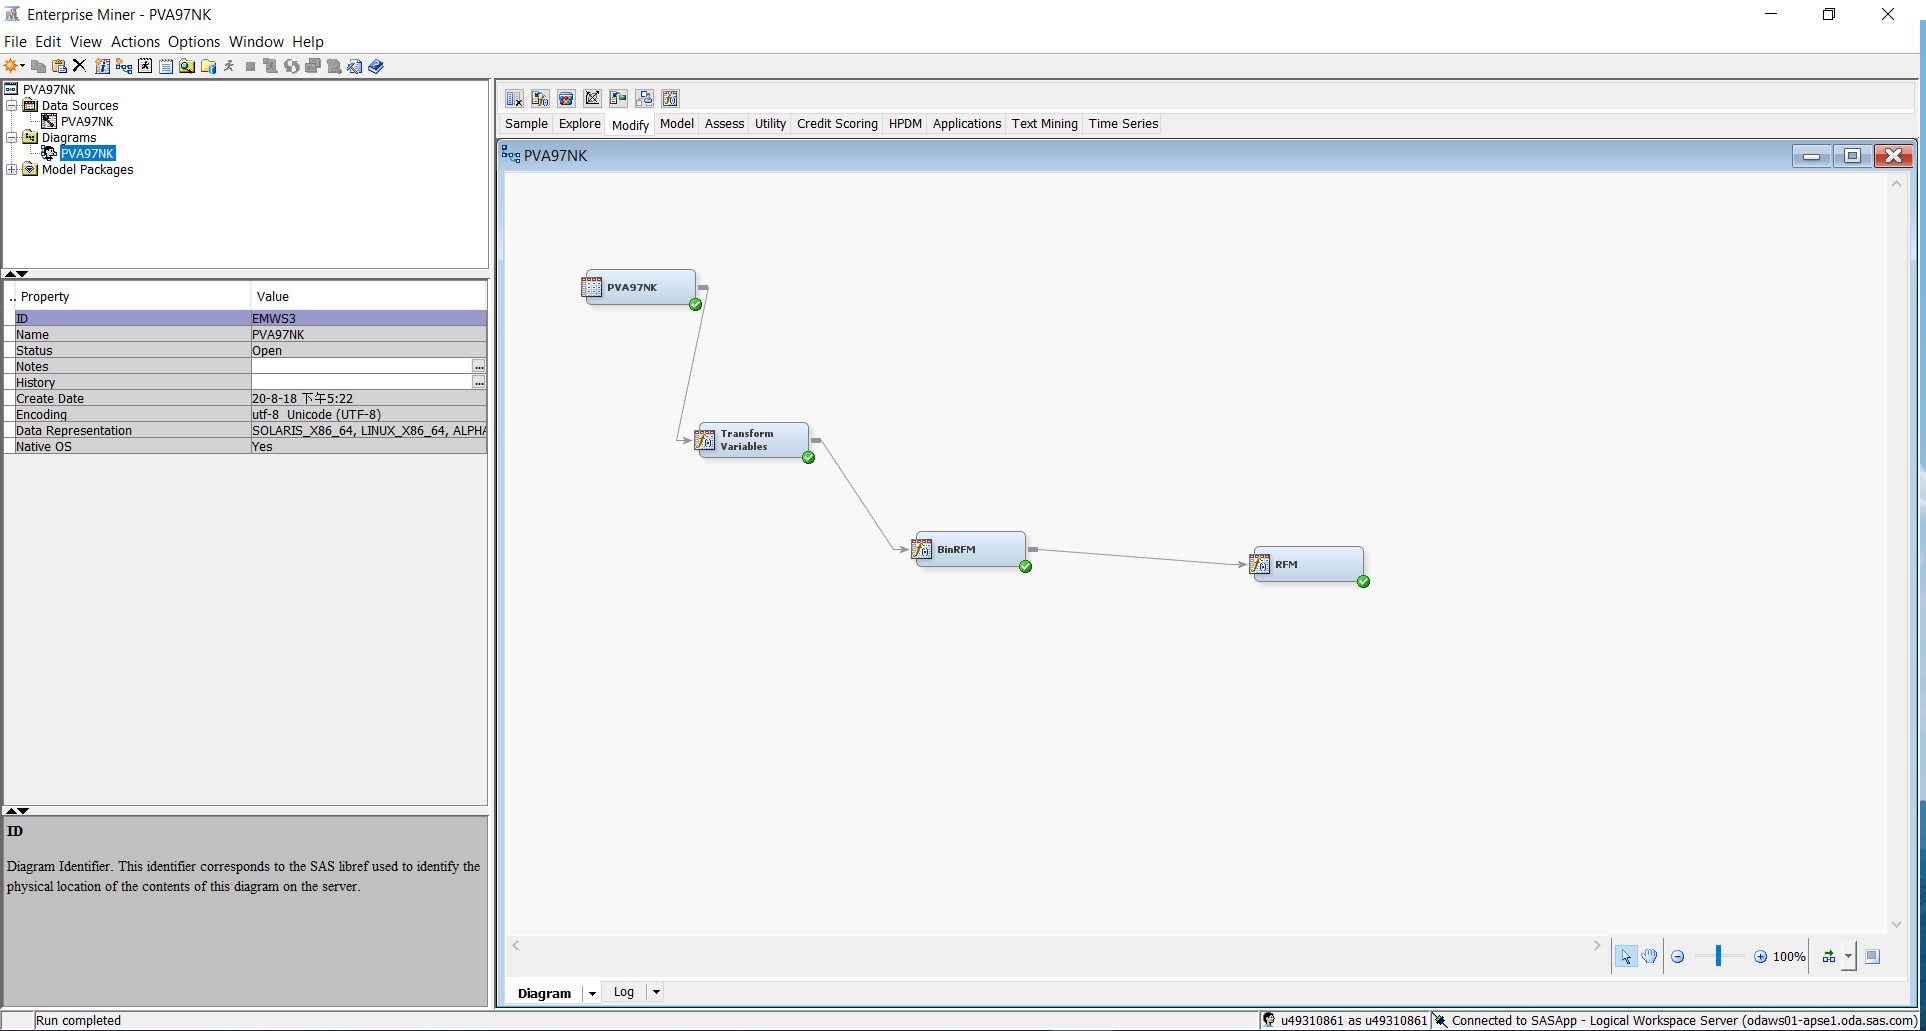 Enterprise Miner - PVA97NK
File Edit View Actions Options Window Help
PVA97NK
Data Sources
PVA97NK
Diagrams
PVA97NK
Model Packages
.. Property Value
ID EMWS3
Name PVA97NK
Status Open
Notes ...
History ...
Create Date 20-8-18 下午5:22
Encoding utf-8 Unicode (UTF-8)
Data Representation SOLARIS_X86_64, LINUX_X86_64, ALPHA
Native OS Yes
ID
Diagram Identifier. This identifier corresponds to the SAS libref used to identify the
physical location of the contents of this diagram on the server.
Sample Explore Modify Model Assess Utility Credit Scoring HPDM Applications Text Mining Time Series
PVA97NK
PVA97NK
Transform
Variables
BinRFM
RFM
100%
Diagram Log
Run completed
u49310861 as u49310861 Connected to SASApp - Logical Workspace Server (odaws01-apse1.oda.sas.com)